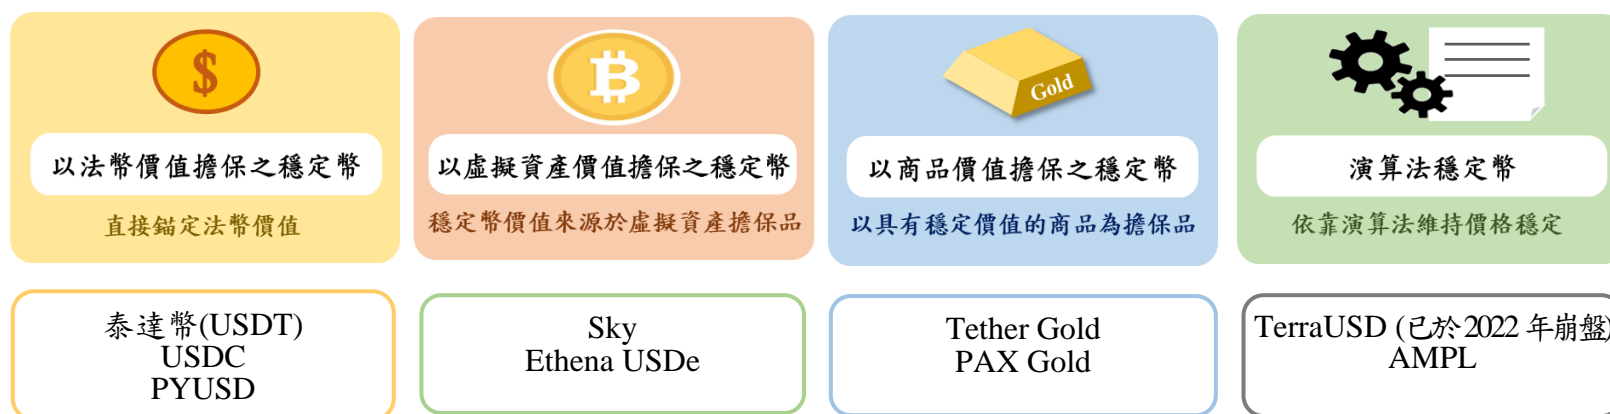 $
以法幣價值擔保之穩定幣
直接錨定法幣價值
泰達幣(USDT)
USDC
PYUSD
₿
以虛擬資產價值擔保之穩定幣
穩定幣價值來源於虛擬資產擔保品
Sky
Ethena USDe
Gold
以商品價值擔保之穩定幣
以具有穩定價值的商品為擔保品
Tether Gold
PAX Gold
演算法穩定幣
依靠演算法維持價格穩定
TerraUSD (已於 2022 年崩盤)
AMPL